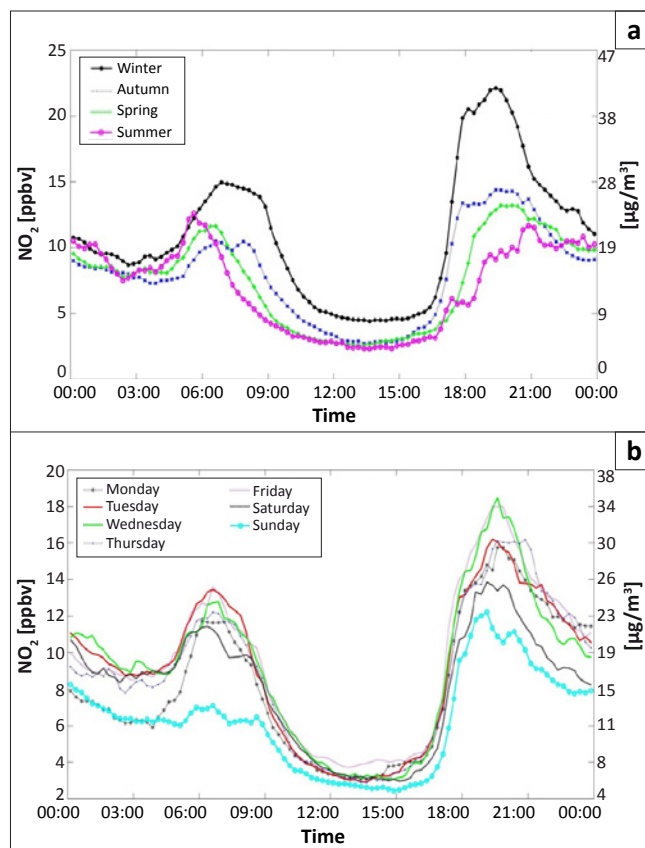 a
25
20
15
10
5
0
NO2 [ppbv]
47
38
28
19
9
0
[µg/m³]
Winter
Autumn
Spring
Summer
00:00 03:00 06:00 09:00 12:00 15:00 18:00 21:00 00:00
Time
b
20
18
16
14
12
10
8
6
4
2
NO2 [ppbv]
38
34
30
26
23
19
15
11
8
4
[µg/m³]
Monday Friday
Tuesday Saturday
Wednesday Sunday
Thursday
00:00 03:00 06:00 09:00 12:00 15:00 18:00 21:00 00:00
Time